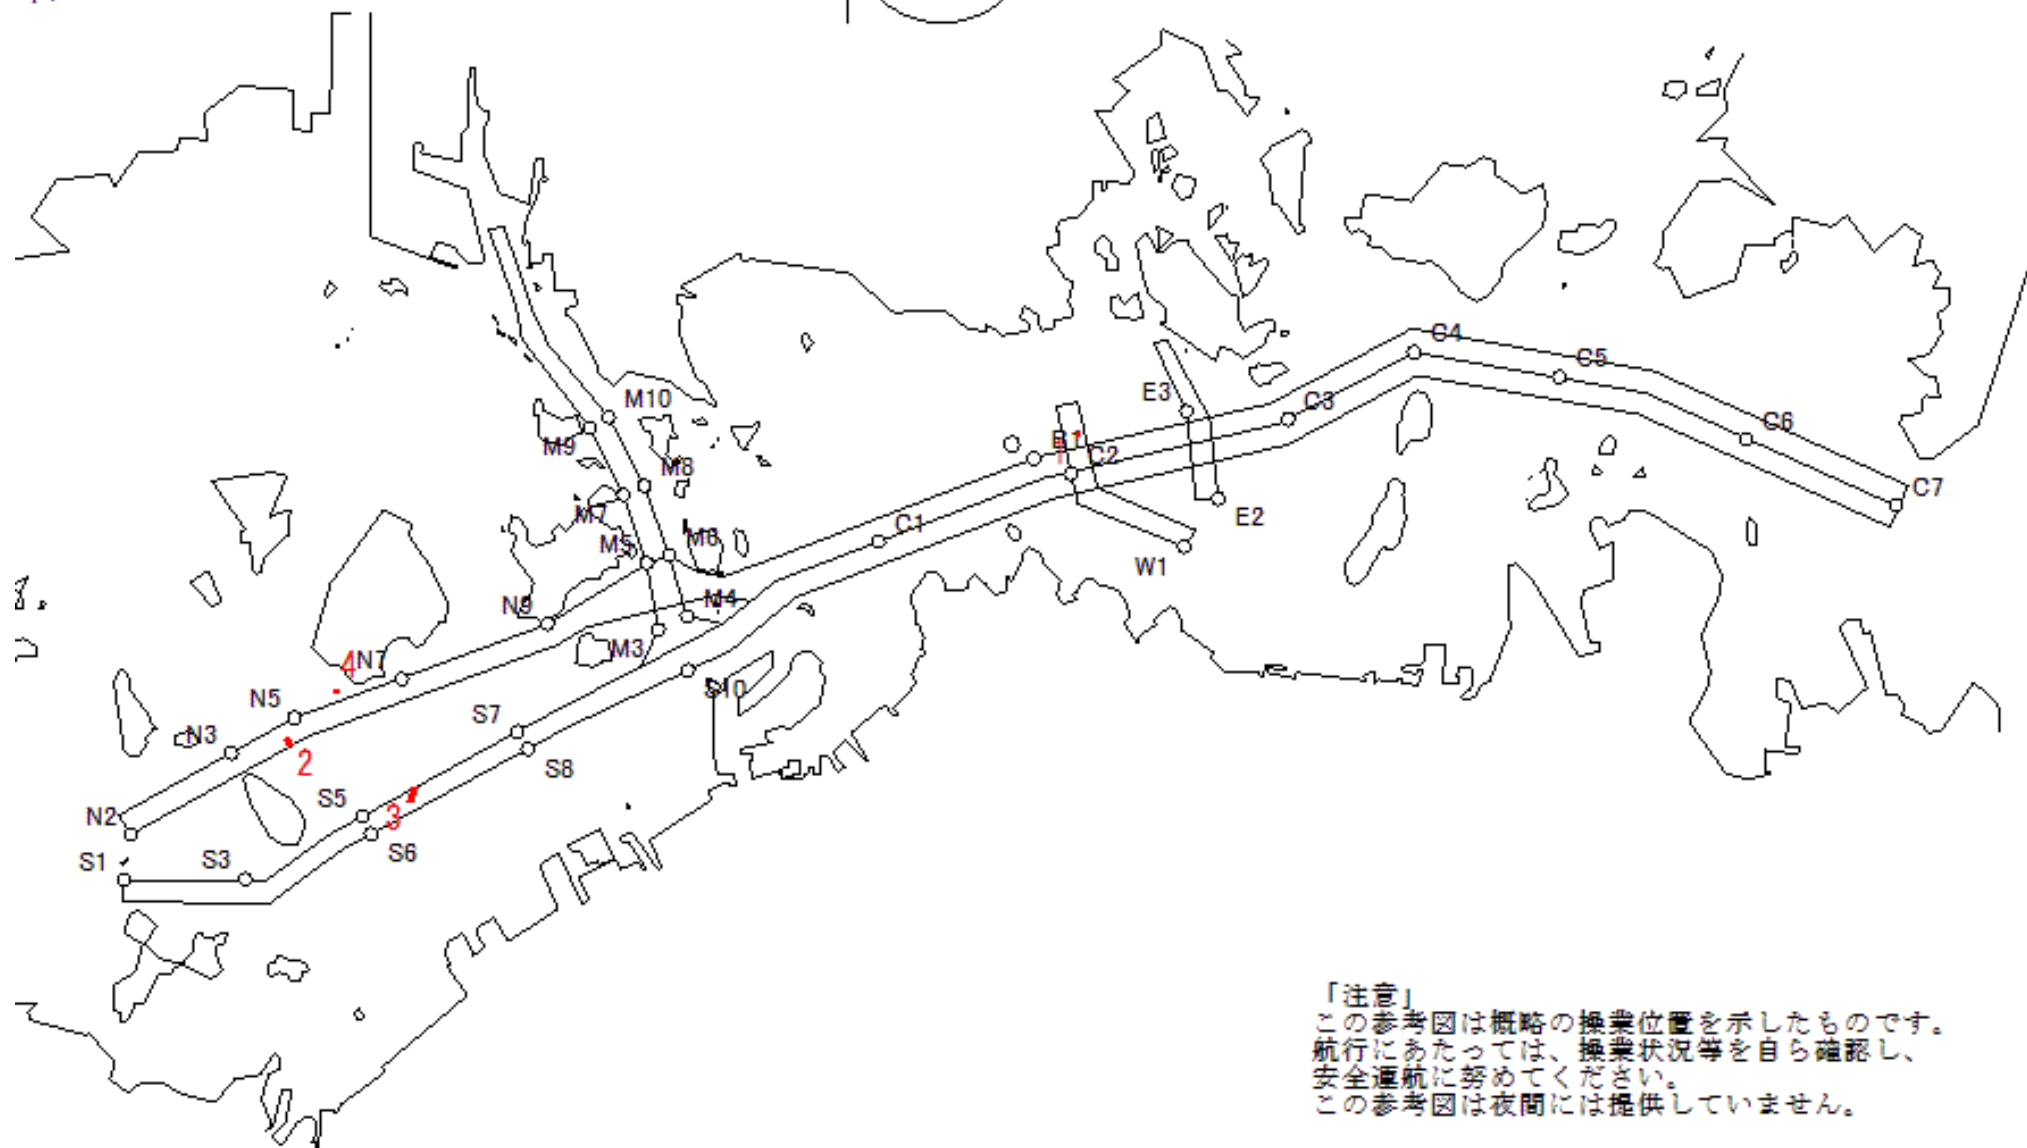 C4
C5
E3
M10
C3
C6
M9
1
C2
M8
C7
M7
E2
C1
M5
M6
W1
N9
M4
M3
4
N7
S10
N5
S7
N3
2
S8
S5
N2
3
S6
S1
S3
「注意」
この参考図は概略の操業位置を示したものです。
航行にあたっては、操業状況等を自ら確認し、
安全運航に努めてください。
この参考図は夜間には提供していません。